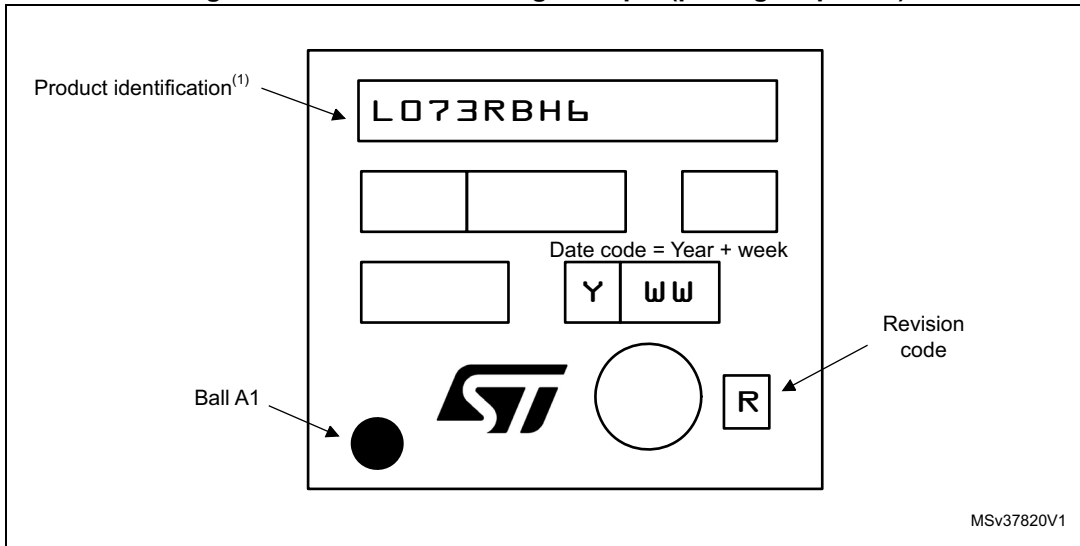 Product identification(1)
L073RBH6
Date code = Year + week
Y WW
Revision
code
Ball A1
R
MSv37820V1